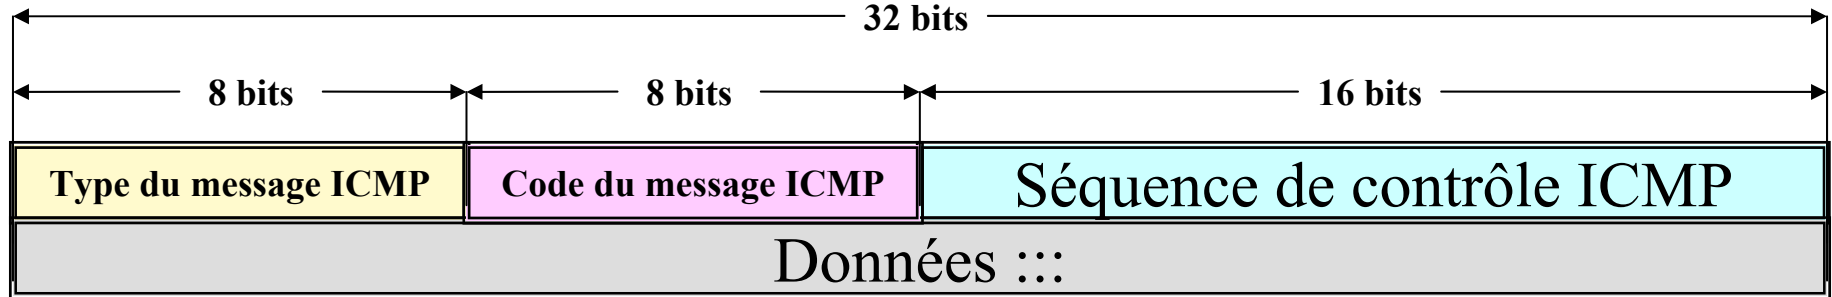 32 bits
8 bits 8 bits 16 bits
Type du message ICMP Code du message ICMP Séquence de contrôle ICMP
Données :::